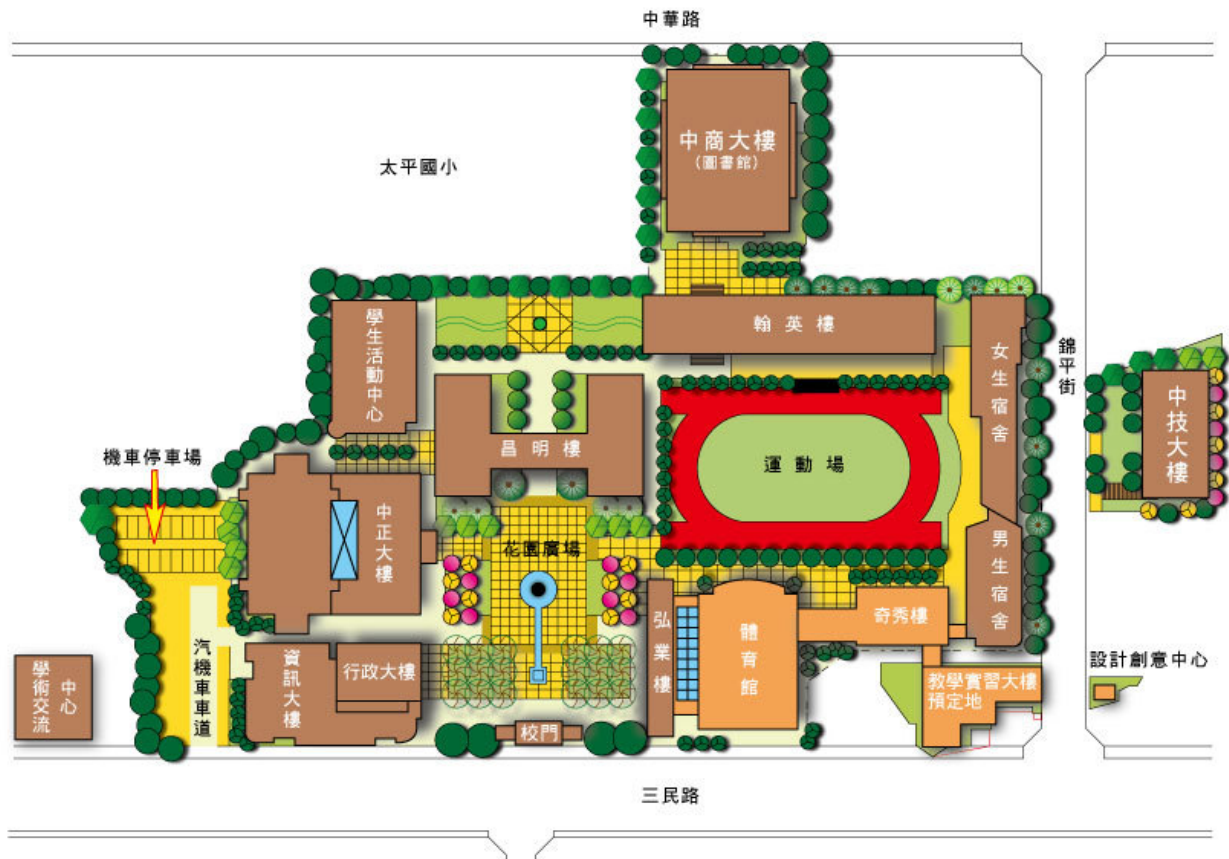 中華路
中商大樓
(圖書館)
太平國小
學生活動中心
翰英樓
女生宿舍
錦平街
中技大樓
昌明樓
運動場
機車停車場
中正大樓
花園廣場
男生宿舍
弘業樓
體育館
奇秀樓
汽機車車道
資訊大樓
行政大樓
學術交流
中心
教學實習大樓
預定地
設計創意中心
校門
三民路